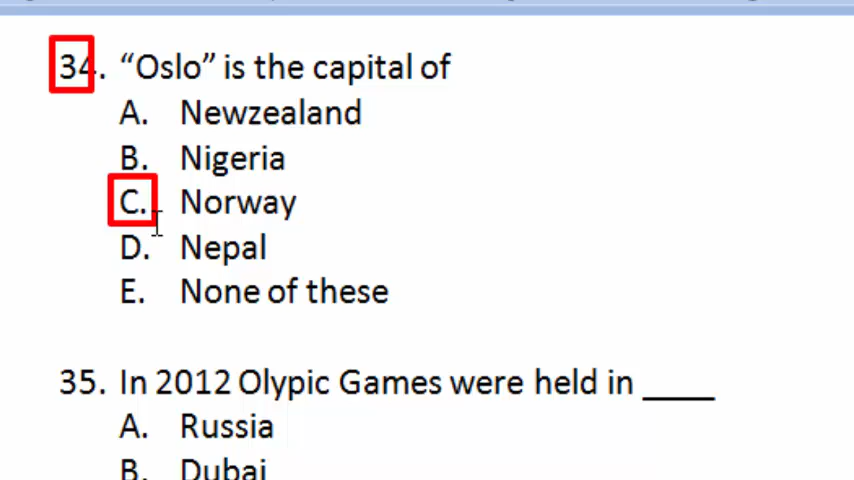 34. “Oslo” is the capital of
A. Newzealand
B. Nigeria
C. Norway
D. Nepal
E. None of these
35. In 2012 Olypic Games were held in ____
A. Russia
B. Dubai